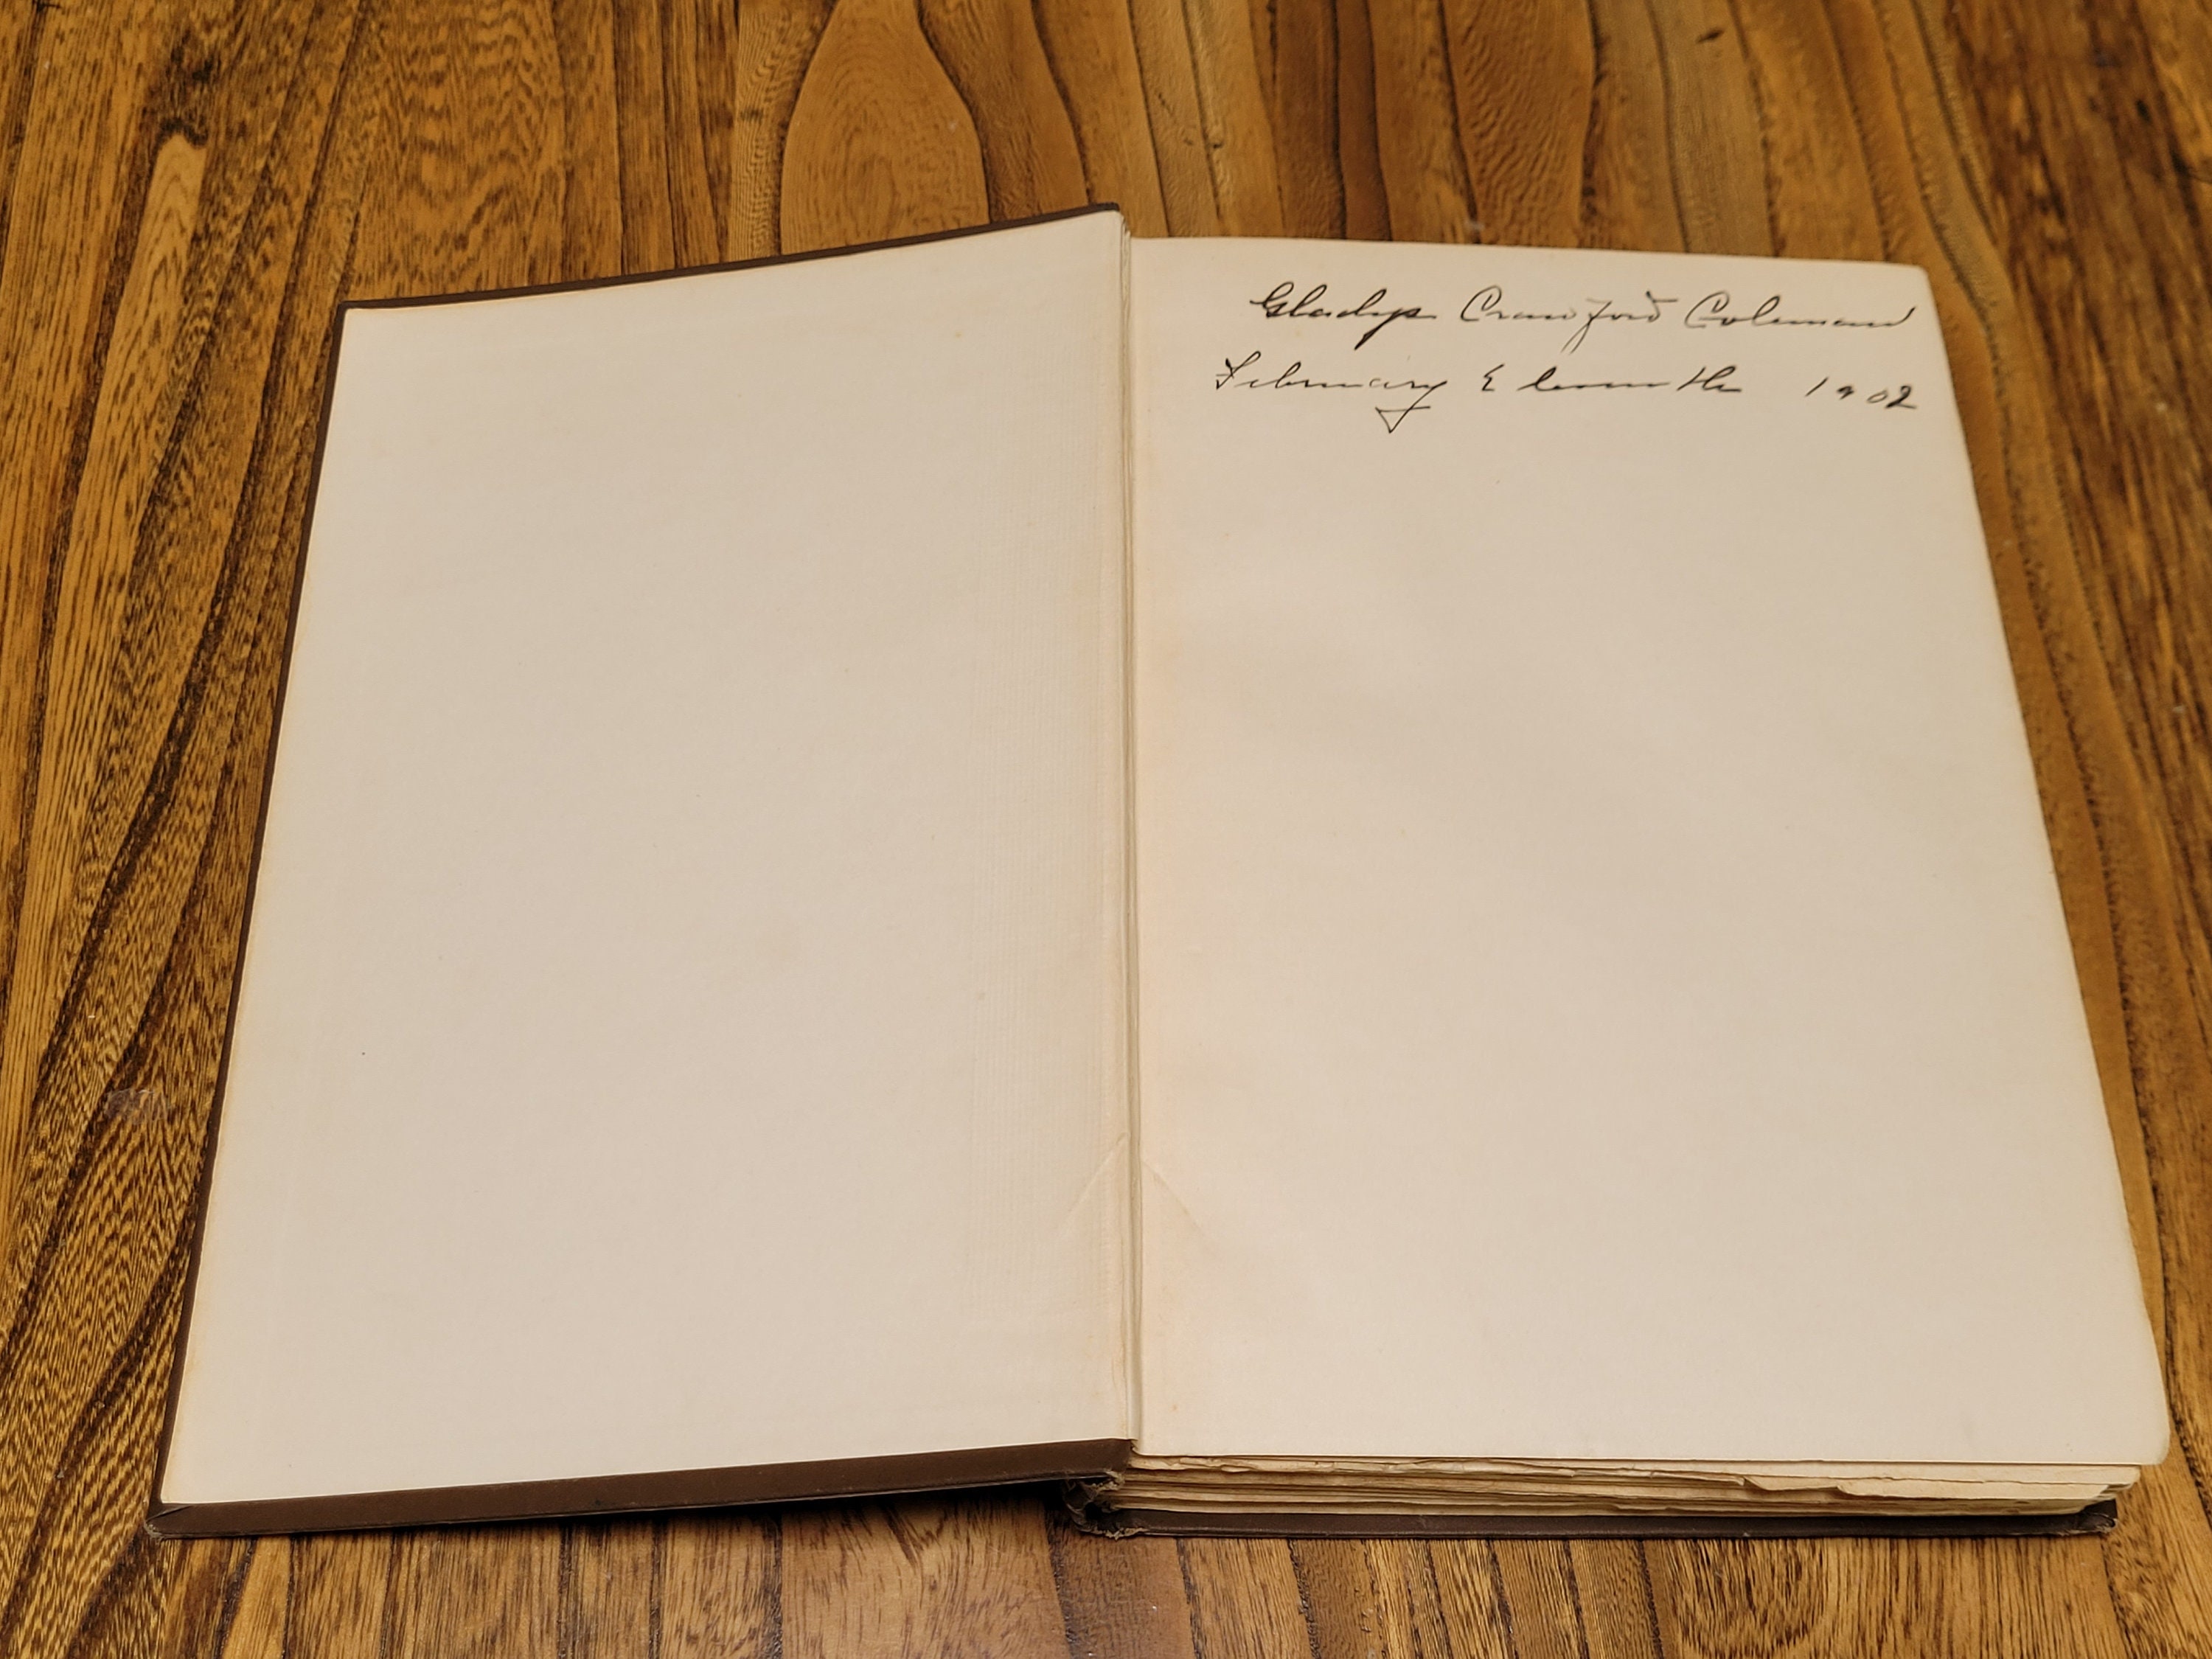 Gladys Crawford Coleman
February Eleventh 1902